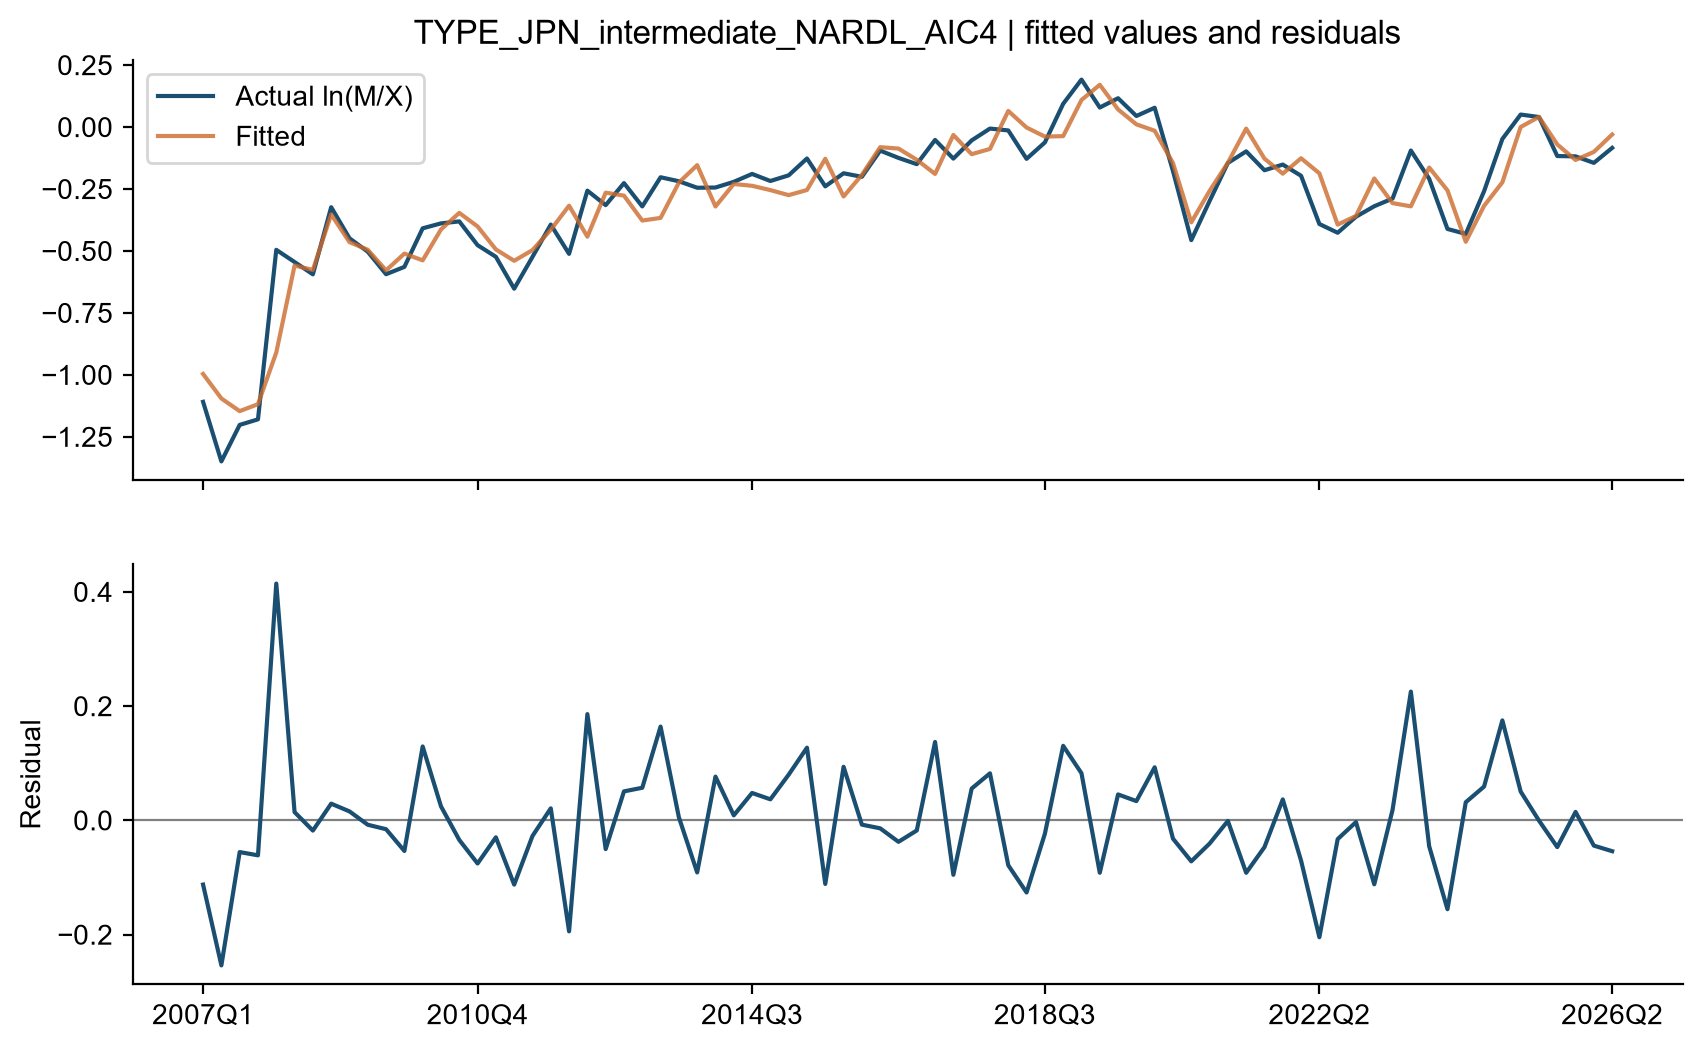 TYPE_JPN_intermediate_NARDL_AIC4 | fitted values and residuals
Actual ln(M/X)
Fitted
0.25
0.00
−0.25
−0.50
−0.75
−1.00
−1.25
Residual
0.4
0.2
0.0
−0.2
2007Q1 2010Q4 2014Q3 2018Q3 2022Q2 2026Q2